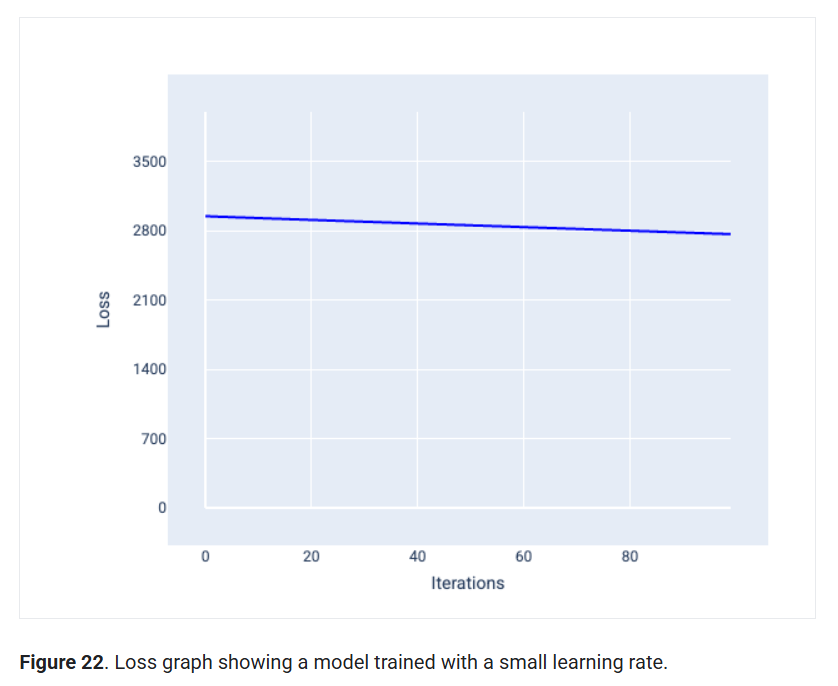 3500
2800
2100
1400
700
0
Loss
0 20 40 60 80
Iterations
Figure 22. Loss graph showing a model trained with a small learning rate.